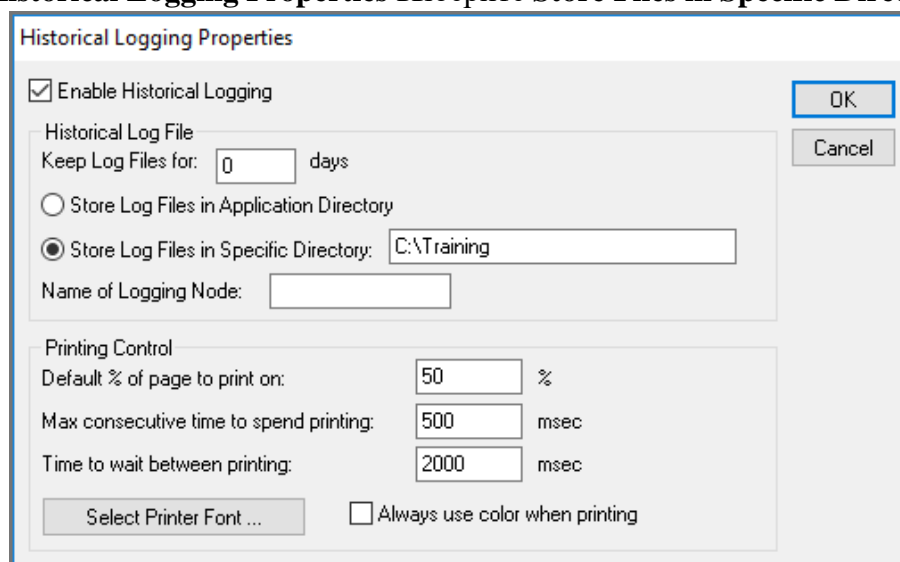 Historical Logging Properties
Enable Historical Logging
OK
Historical Log File
Cancel
Keep Log Files for: 0 days
Store Log Files in Application Directory
Store Log Files in Specific Directory: C:\Training
Name of Logging Node:
Printing Control
Default % of page to print on: 50 %
Max consecutive time to spend printing: 500 msec
Time to wait between printing: 2000 msec
Select Printer Font ... Always use color when printing